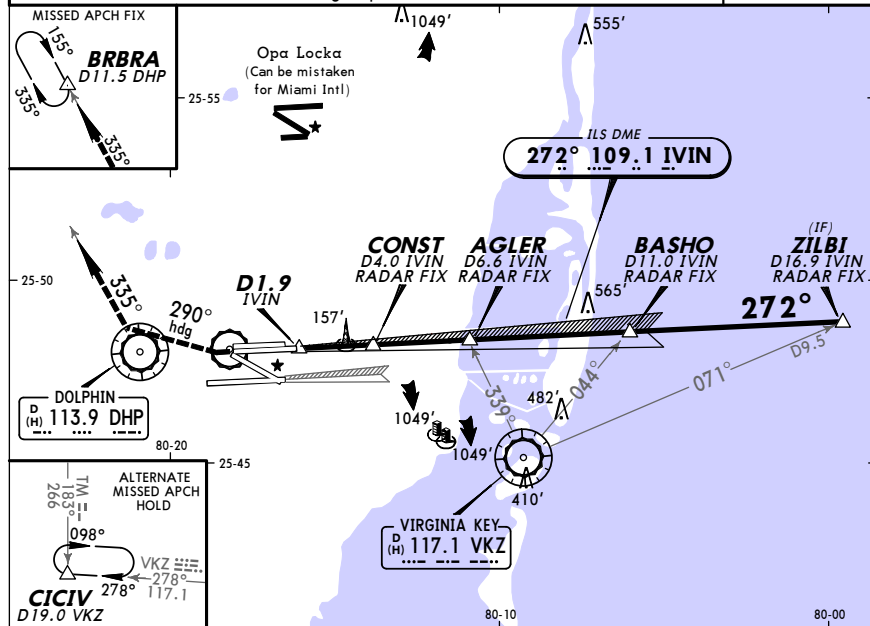 MISSED APCH FIX
155°
335°
BRBRA
D11.5 DHP
335°
1049'
555'
Opa Locka
(Can be mistaken
for Miami Intl)
25-55
ILS DME
272° 109.1 IVIN
25-50
335°
290°
hdg
D1.9
IVIN
157'
CONST
D4.0 IVIN
RADAR FIX
AGLER
D6.6 IVIN
RADAR FIX
565'
BASHO
D11.0 IVIN
RADAR FIX
(IF)
ZILBI
D16.9 IVIN
RADAR FIX
272°
D9.5
071°
044°
339°
482'
DOLPHIN
D
(H) 113.9 DHP
1049'
1049'
410'
80-20
25-45
VIRGINIA KEY
D
(H) 117.1 VKZ
ALTERNATE
MISSED APCH
HOLD
TM
183°
266
098°
VKZ
278°
117.1
278°
CICIV
D19.0 VKZ
80-10
80-00